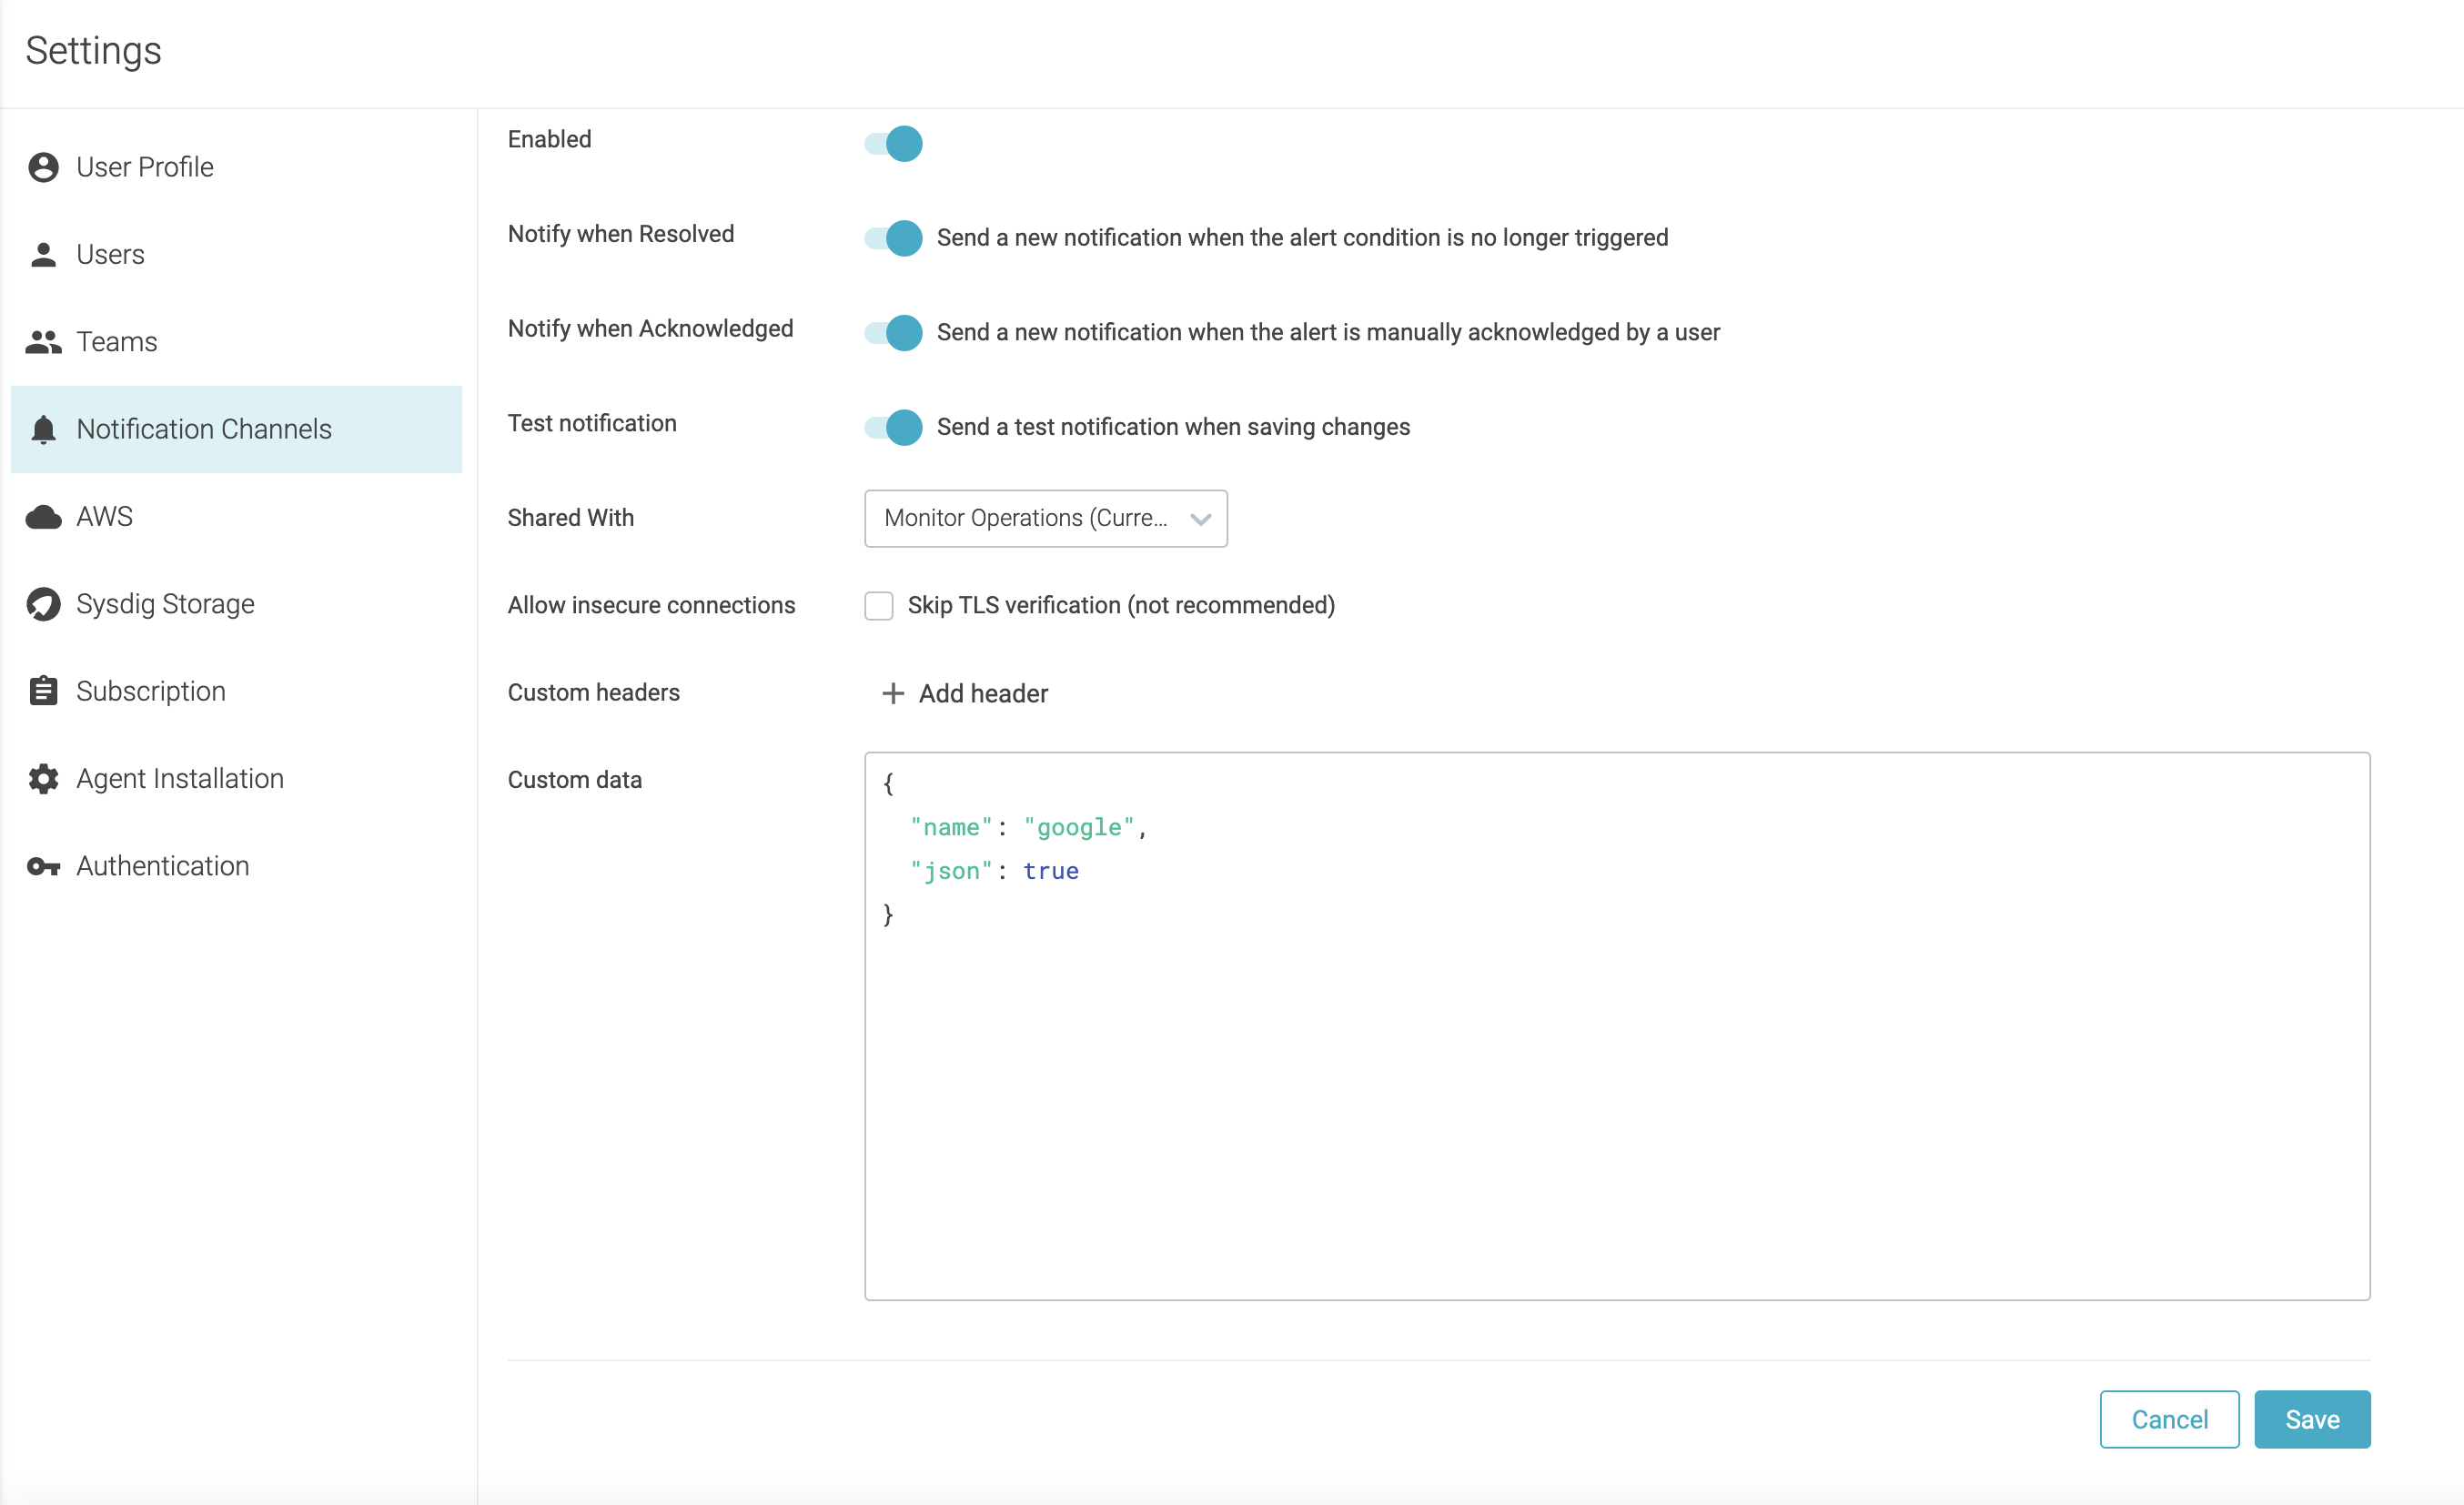 Settings
User Profile
Users
Teams
Notification Channels
AWS
Sysdig Storage
Subscription
Agent Installation
Authentication
Enabled
Notify when Resolved
Send a new notification when the alert condition is no longer triggered
Notify when Acknowledged
Send a new notification when the alert is manually acknowledged by a user
Test notification
Send a test notification when saving changes
Shared With
Monitor Operations (Curre...
Allow insecure connections
Skip TLS verification (not recommended)
Custom headers
+ Add header
Custom data
{
"name": "google",
"json": true
}
Cancel
Save